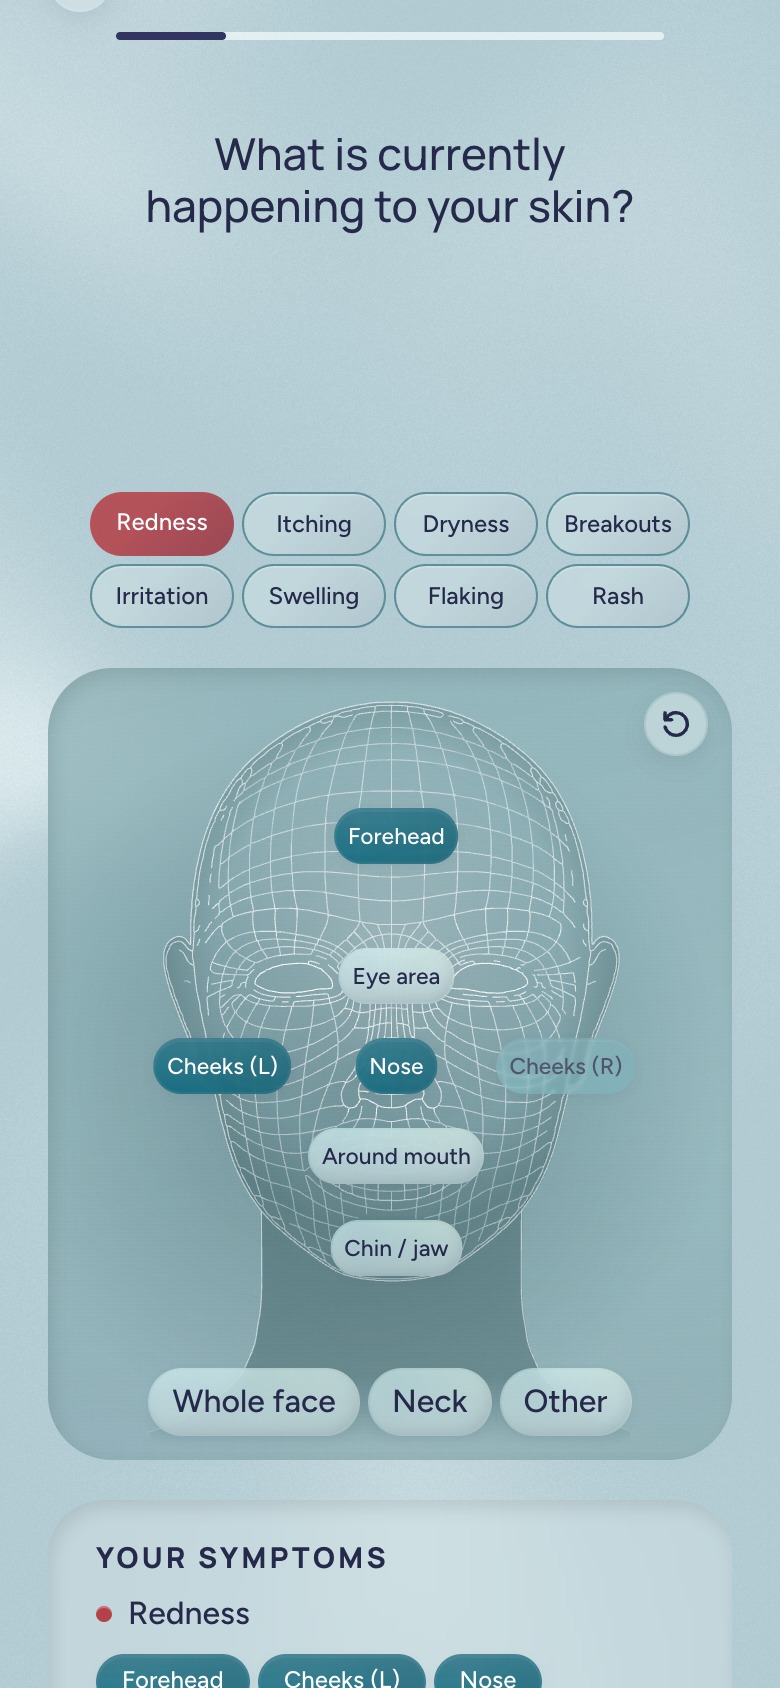 What is currently
happening to your skin?
Redness Itching Dryness Breakouts
Irritation Swelling Flaking Rash
Forehead
Eye area
Cheeks (L) Nose Cheeks (R)
Around mouth
Chin / jaw
Whole face Neck Other
YOUR SYMPTOMS
Redness
Forehead Cheeks (L) Nose